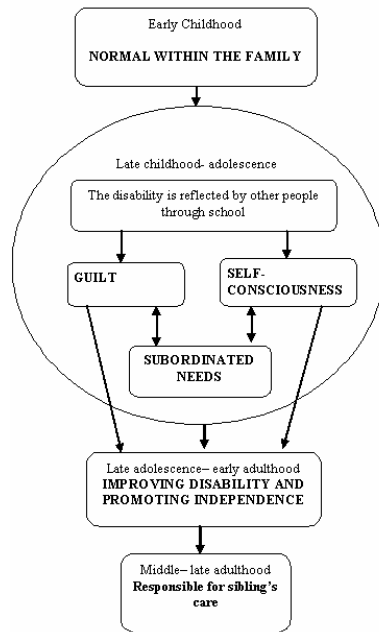 Early Childhood
NORMAL WITHIN THE FAMILY
Late childhood- adolescence
The disability is reflected by other people
through school
GUILT
SELF-
CONSCIOUSNESS
SUBORDINATED
NEEDS
Late adolescence– early adulthood
IMPROVING DISABILITY AND
PROMOTING INDEPENDENCE
Middle– late adulthood
Responsible for sibling's
care